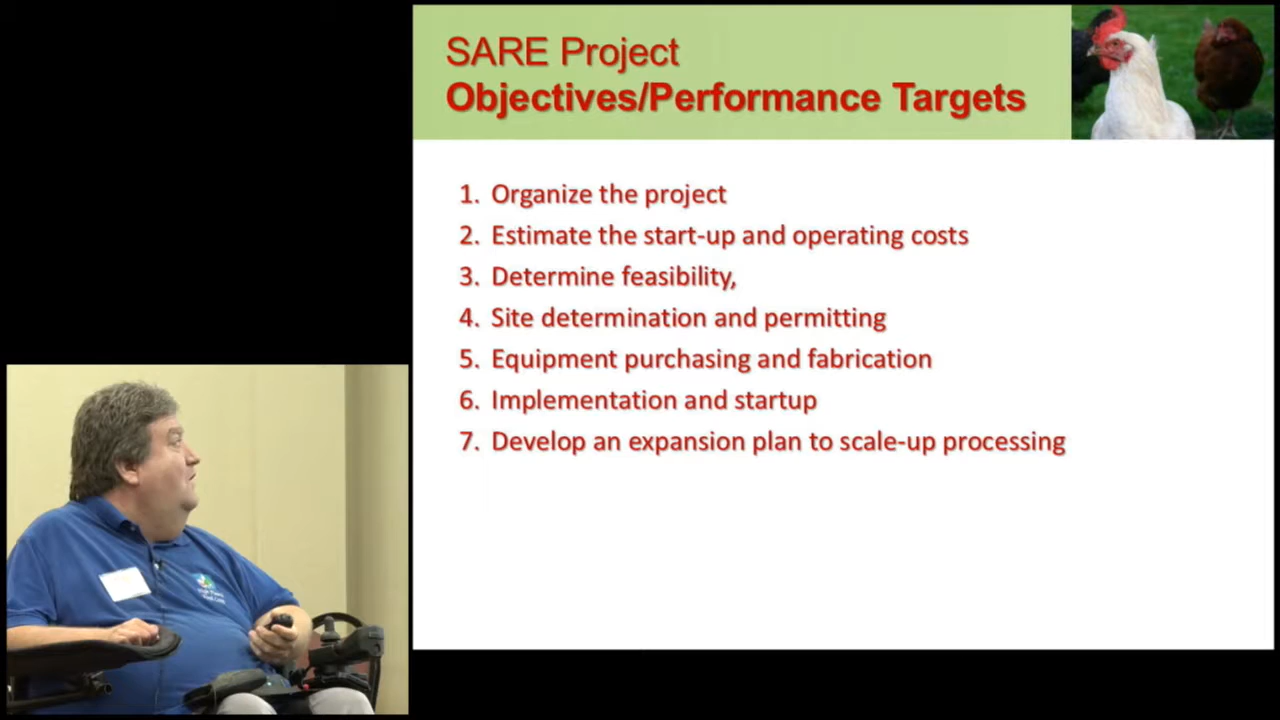 SARE Project
Objectives/Performance Targets
1. Organize the project
2. Estimate the start-up and operating costs
3. Determine feasibility,
4. Site determination and permitting
5. Equipment purchasing and fabrication
6. Implementation and startup
7. Develop an expansion plan to scale-up processing